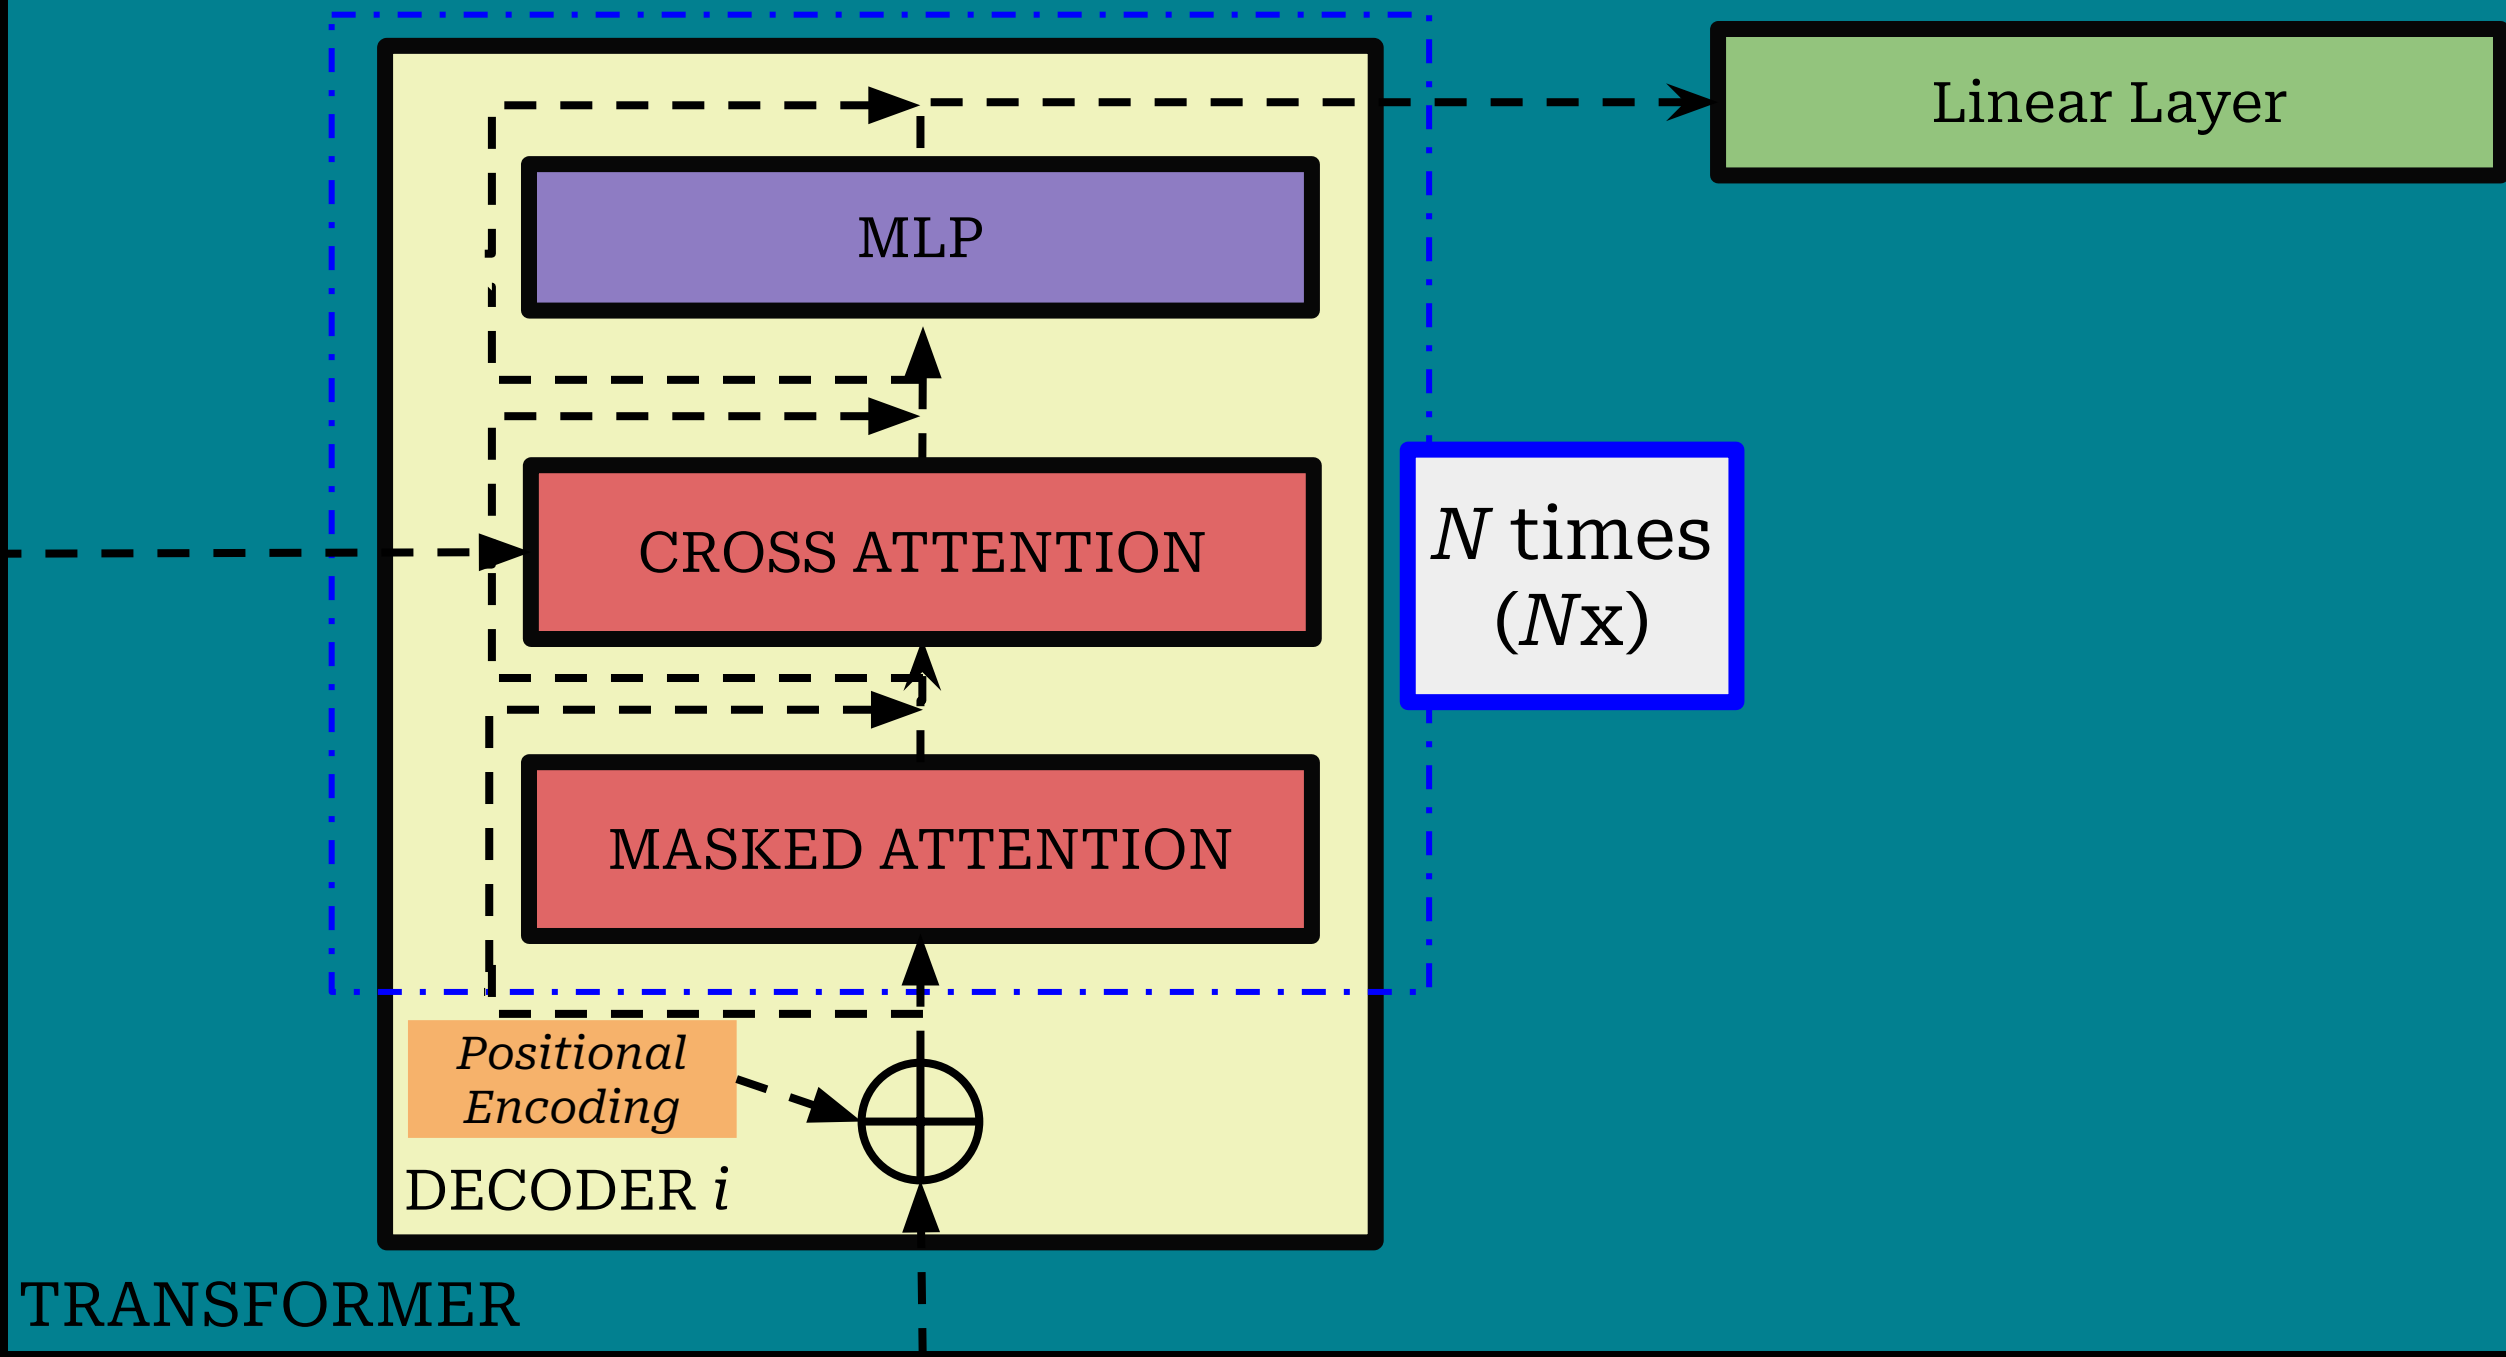 Linear Layer
MLP
CROSS ATTENTION
N times
(Nx)
MASKED ATTENTION
Positional
Encoding
DECODER i
TRANSFORMER